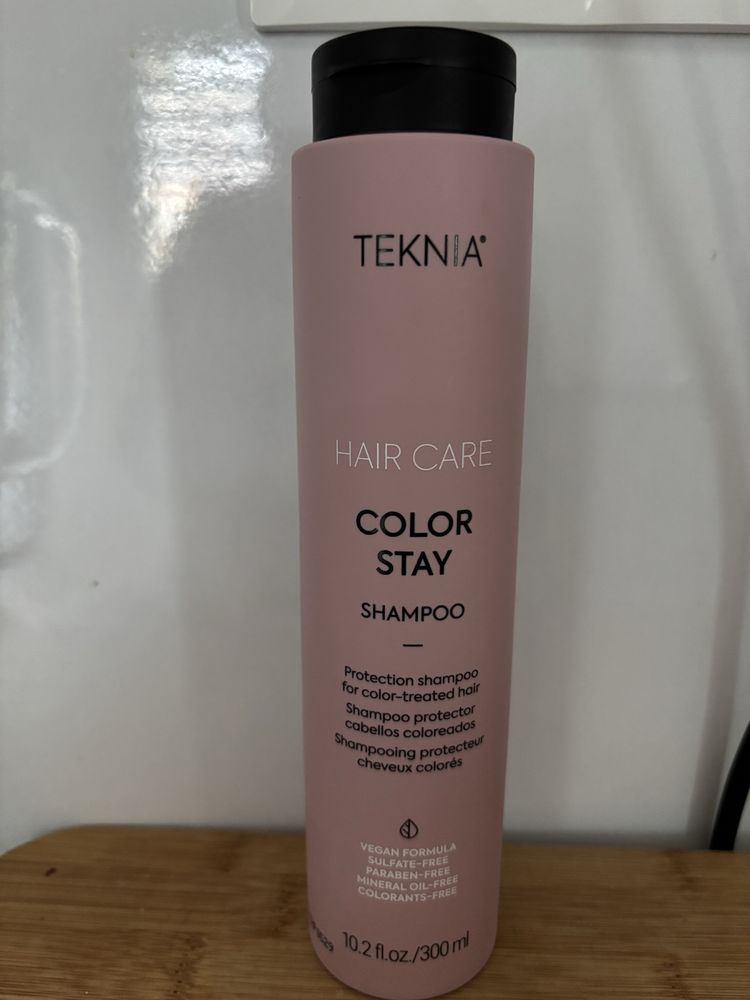 TEKNIA®
HAIR CARE
COLOR
STAY
SHAMPOO
Protection shampoo
for color-treated hair
Shampoo protector
cabellos coloreados
Shampooing protecteur
cheveux colorés
VEGAN FORMULA
SULFATE-FREE
PARABEN-FREE
MINERAL OIL-FREE
COLORANTS-FREE
10.2 fl.oz./300 ml